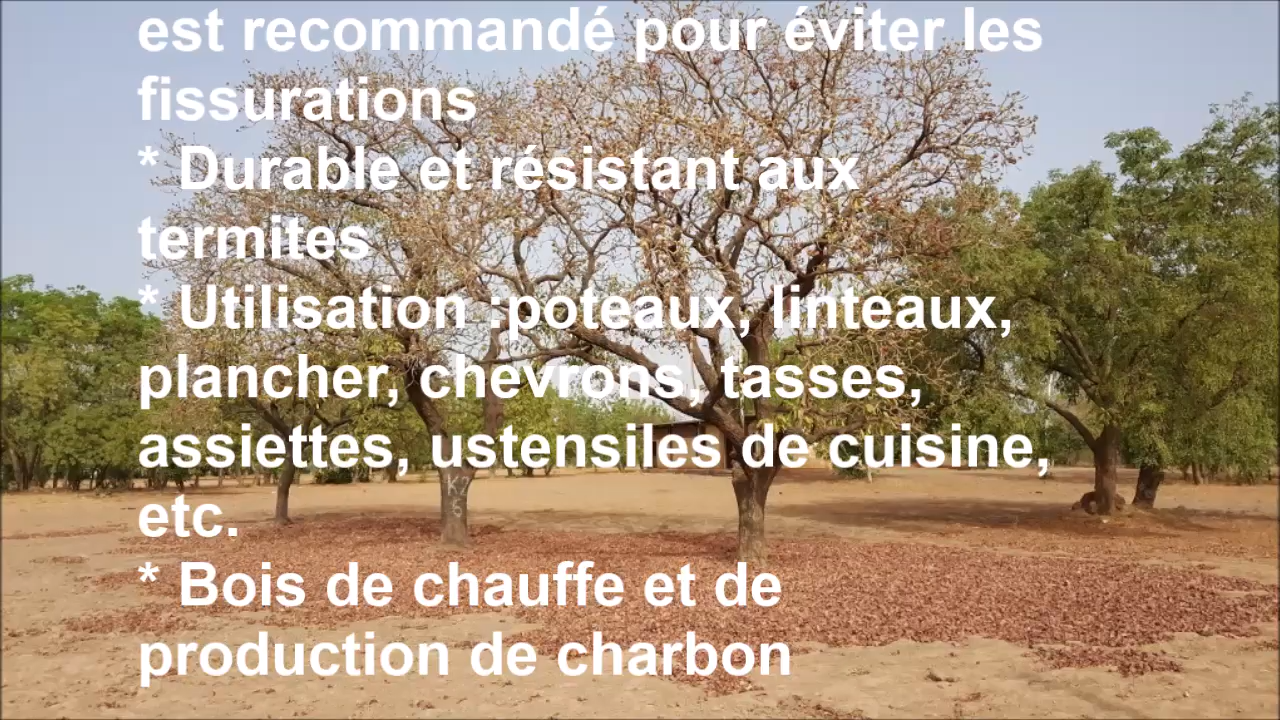 est recommandé pour éviter les
fissurations
* Durable et résistant aux
termites
* Utilisation :poteaux, linteaux,
plancher, chevrons, tasses,
assiettes, ustensiles de cuisine,
etc.
* Bois de chauffe et de
production de charbon